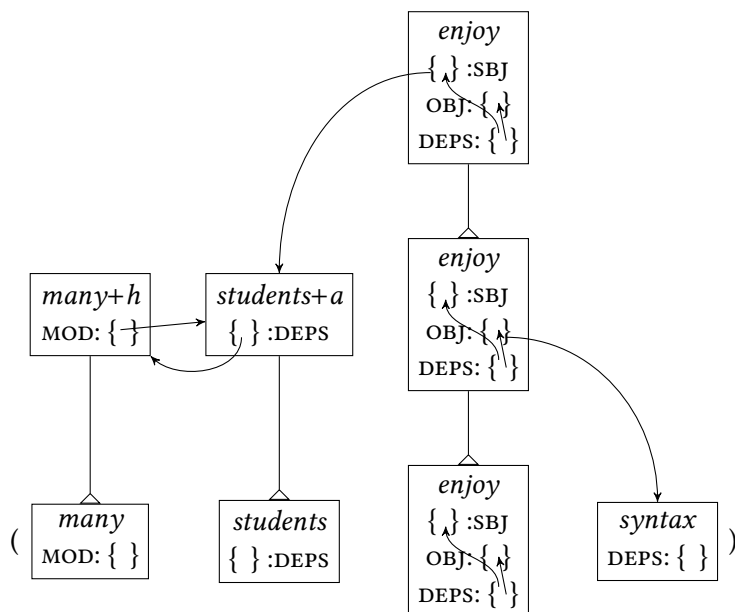 enjoy
{ } :SBJ
OBJ: { }
DEPS: { }
enjoy
{ } :SBJ
OBJ: { }
DEPS: { }
many+h
MOD: { }
students+a
{ } :DEPS
enjoy
{ } :SBJ
OBJ: { }
DEPS: { }
(
many
MOD: { }
students
{ } :DEPS
syntax
DEPS: { }
)